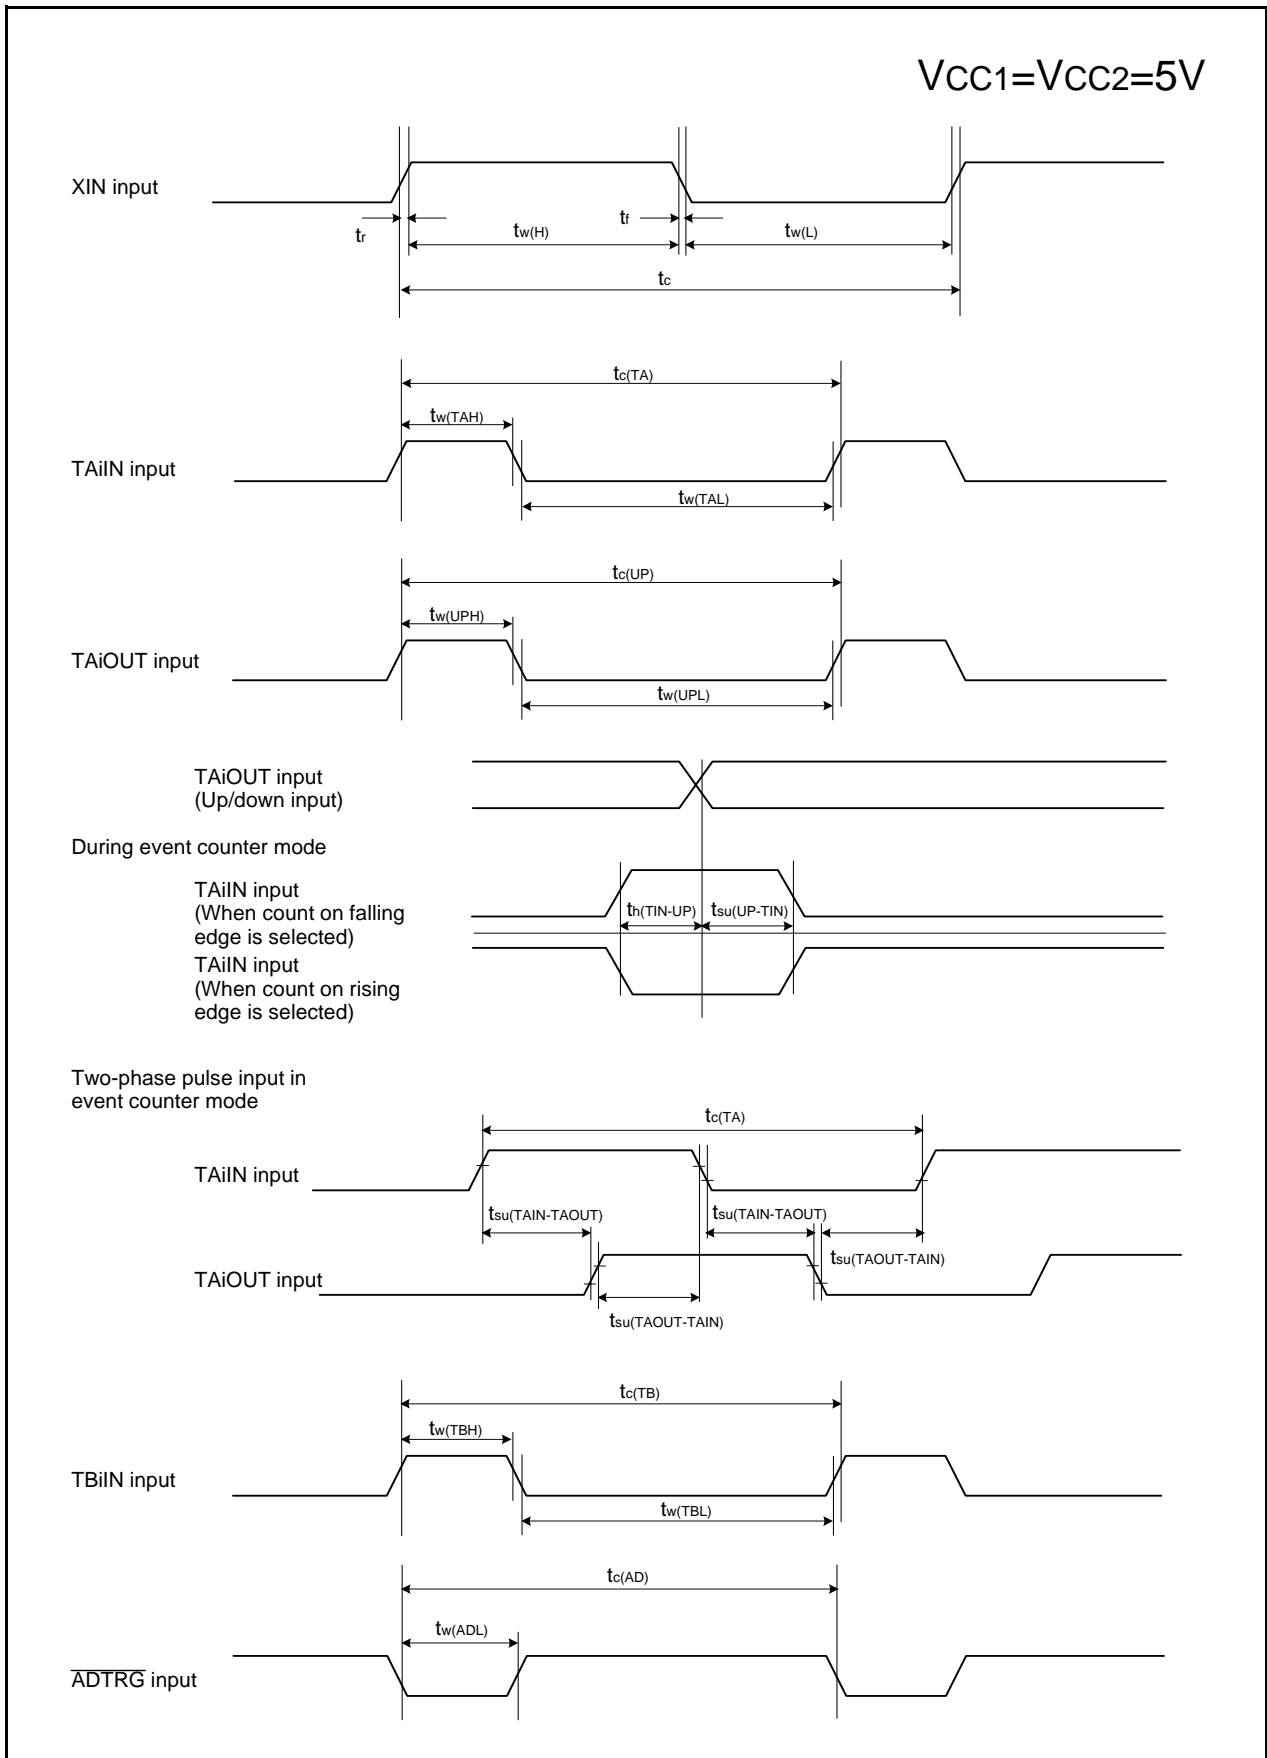 VCC1=VCC2=5V
XIN input
tr
tw(H)
tf
tw(L)
tc
tc(TA)
tw(TAH)
TAiIN input
tw(TAL)
tc(UP)
tw(UPH)
TAiOUT input
tw(UPL)
TAiOUT input
(Up/down input)
During event counter mode
TAiIN input
(When count on falling
edge is selected)
th(TIN-UP)
tsu(UP-TIN)
TAiIN input
(When count on rising
edge is selected)
Two-phase pulse input in
event counter mode
tc(TA)
TAiIN input
tsu(TAIN-TAOUT)
tsu(TAIN-TAOUT)
tsu(TAOUT-TAIN)
TAiOUT input
tsu(TAOUT-TAIN)
tc(TB)
tw(TBH)
TBiIN input
tw(TBL)
tc(AD)
tw(ADL)
ADTRG input